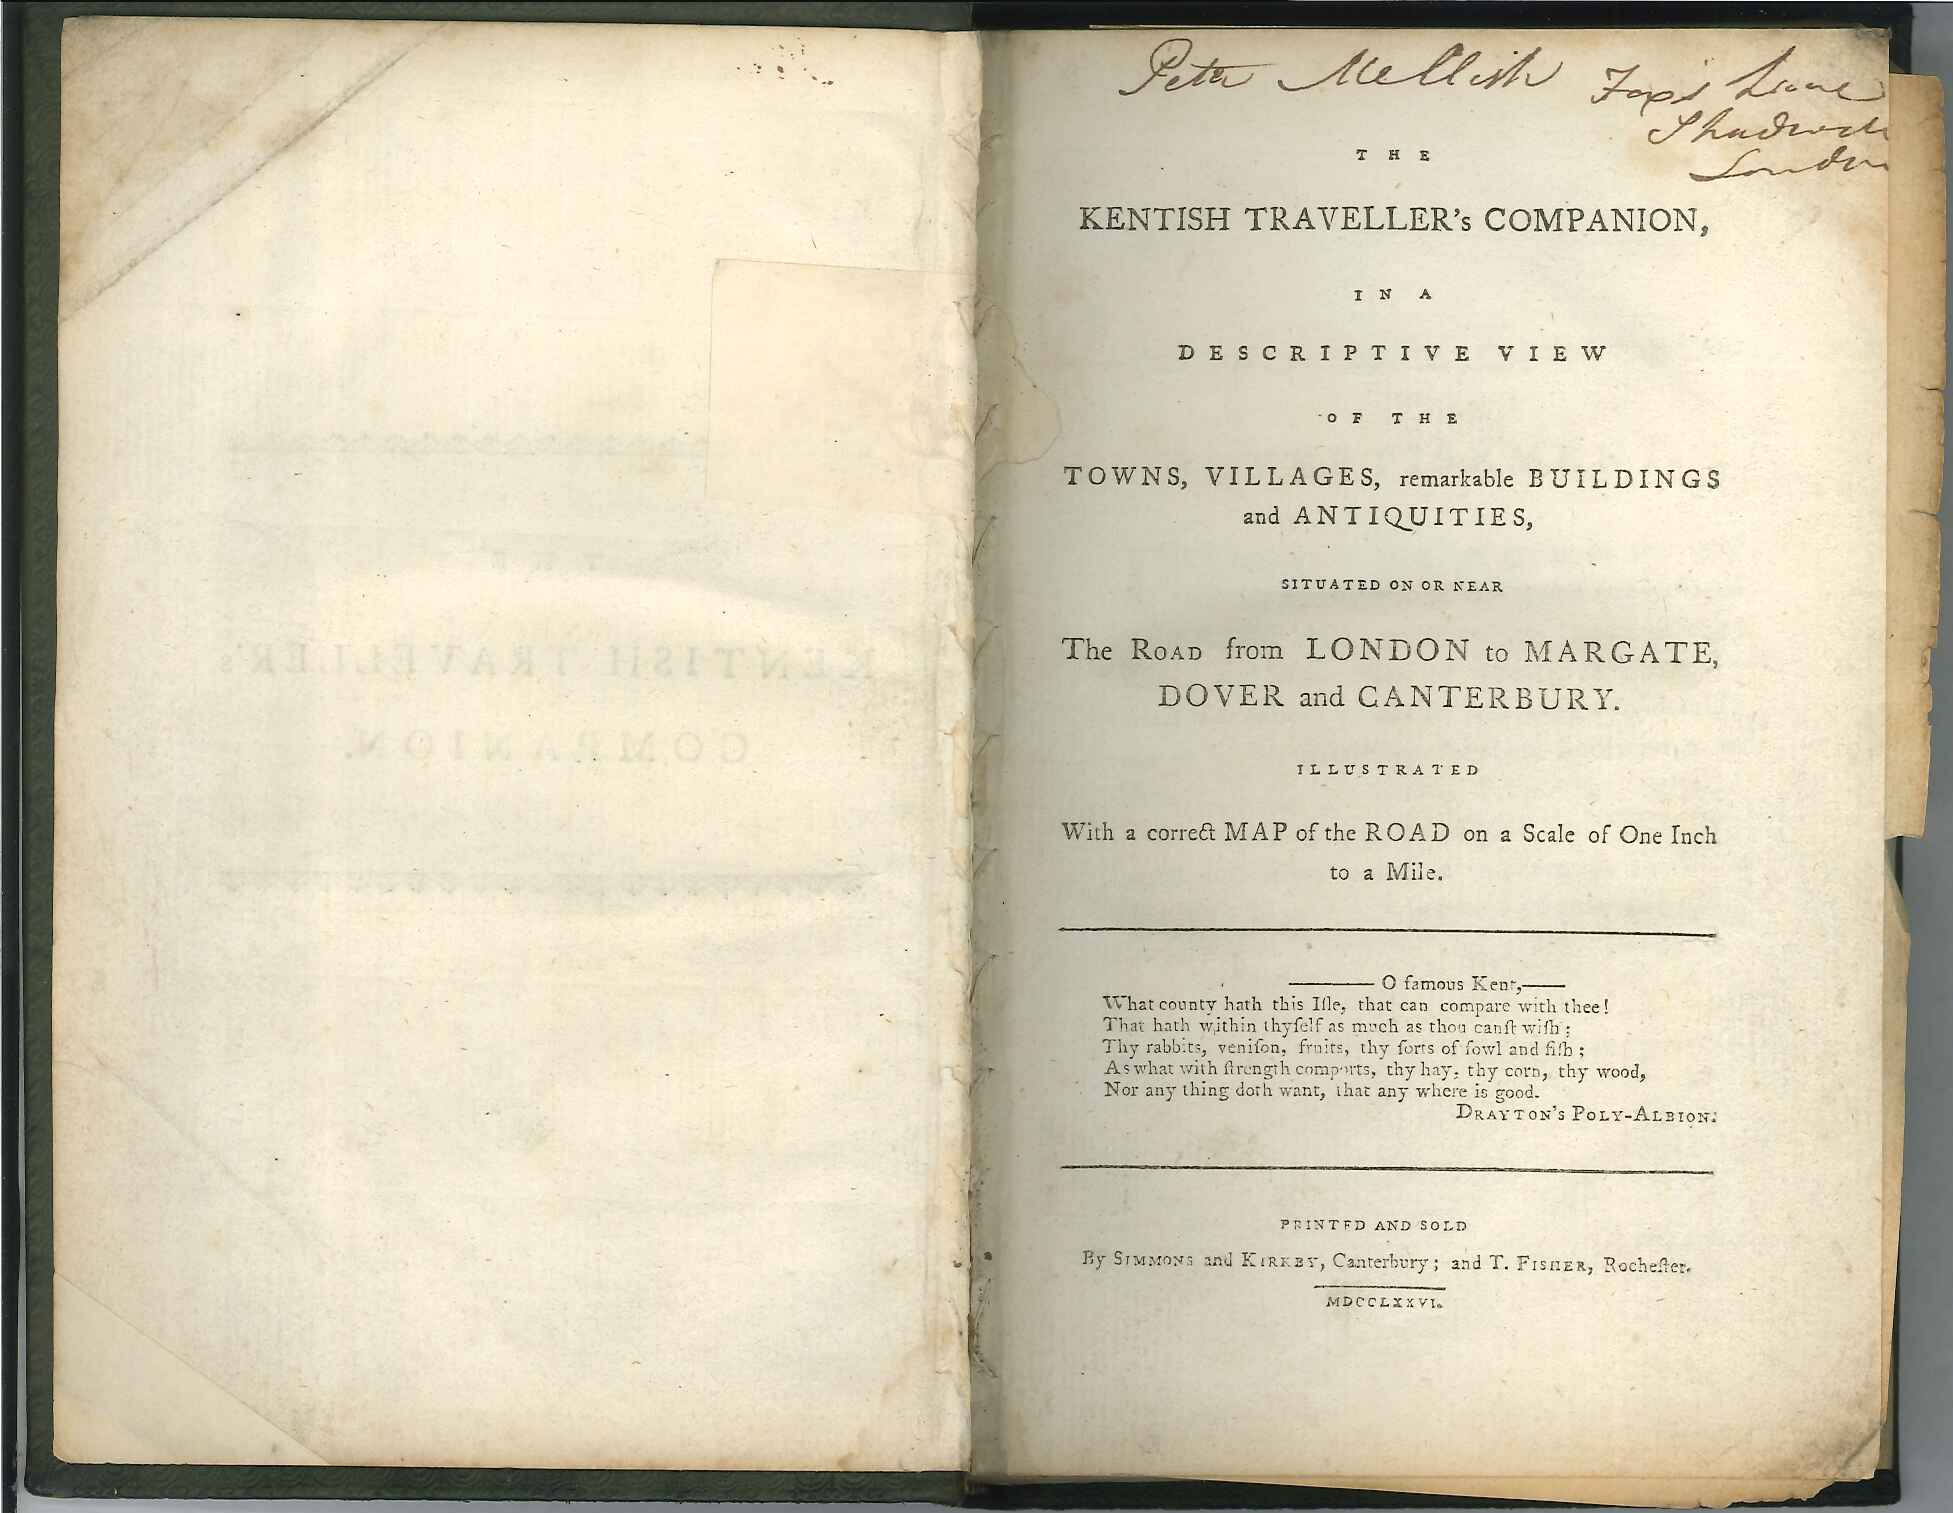 Peter Mellish Fox's Lane
Shadwell
London
THE
KENTISH TRAVELLER's COMPANION,
IN A
DESCRIPTIVE VIEW
OF THE
TOWNS, VILLAGES, remarkable BUILDINGS
and ANTIQUITIES,
SITUATED ON OR NEAR
The ROAD from LONDON to MARGATE,
DOVER and CANTERBURY.
ILLUSTRATED
With a correct MAP of the ROAD on a Scale of One Inch
to a Mile.
——— O famous Kent,——
What county hath this Iſle, that can compare with thee!
That hath within thyſelf as much as thou canſt wiſh;
Thy rabbits, veniſon, fruits, thy ſorts of fowl and fiſh;
As what with ſtrength comports, thy hay, thy corn, thy wood,
Nor any thing doth want, that any where is good.
DRAYTON'S POLY-ALBION.
PRINTED AND SOLD
By SIMMONS and KIRKBY, Canterbury; and T. FISHER, Rocheſter.
MDCCLXXVI.